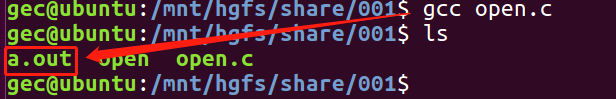 gec@ubuntu:/mnt/hgfs/share/001$ gcc open.c
gec@ubuntu:/mnt/hgfs/share/001$ ls
a.out open open.c
gec@ubuntu:/mnt/hgfs/share/001$